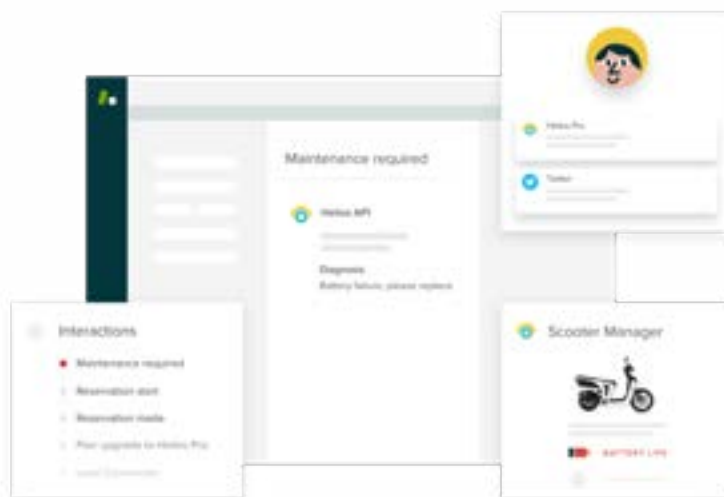 Helios Pro
Twitter
Maintenance required
Helios API
Diagnosis
Battery failure, please replace
Interactions
Maintenance required
Reservation start
Reservation made
Plan upgrade to Helios Pro
Scooter Manager
BATTERY LIFE